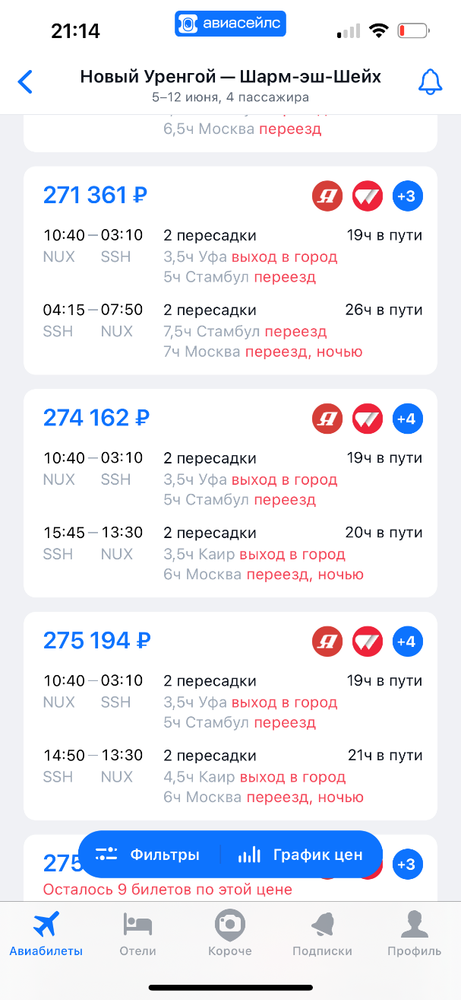 21:14
авиасейлс
Новый Уренгой — Шарм-эш-Шейх
5–12 июня, 4 пассажира
6,5ч Москва переезд
271 361 ₽
Я
+3
10:40 — 03:10 2 пересадки 19ч в пути
NUX SSH 3,5ч Уфа выход в город
5ч Стамбул переезд
04:15 — 07:50 2 пересадки 26ч в пути
SSH NUX 7,5ч Стамбул переезд
7ч Москва переезд, ночью
274 162 ₽
Я
+4
10:40 — 03:10 2 пересадки 19ч в пути
NUX SSH 3,5ч Уфа выход в город
5ч Стамбул переезд
15:45 — 13:30 2 пересадки 20ч в пути
SSH NUX 3,5ч Каир выход в город
6ч Москва переезд, ночью
275 194 ₽
Я
+4
10:40 — 03:10 2 пересадки 19ч в пути
NUX SSH 3,5ч Уфа выход в город
5ч Стамбул переезд
14:50 — 13:30 2 пересадки 21ч в пути
SSH NUX 4,5ч Каир выход в город
6ч Москва переезд, ночью
275
Фильтры График цен
+3
Осталось 9 билетов по этой цене
Авиабилеты Отели Короче Подписки Профиль